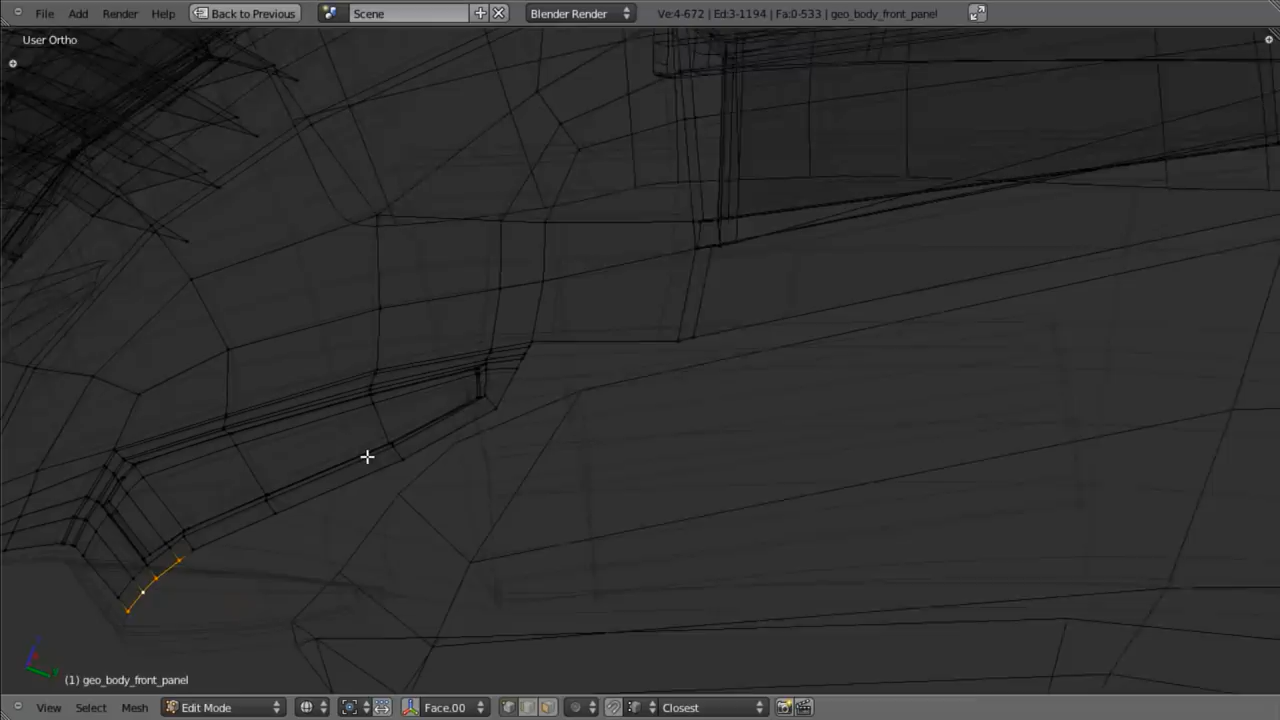 File Add Render Help Back to Previous Scene Blender Render Ve:4-672 | Ed:3-1194 | Fa:0-533 | geo_body_front_panel
User Ortho
(1) geo_body_front_panel
View Select Mesh Edit Mode Face.00 Closest